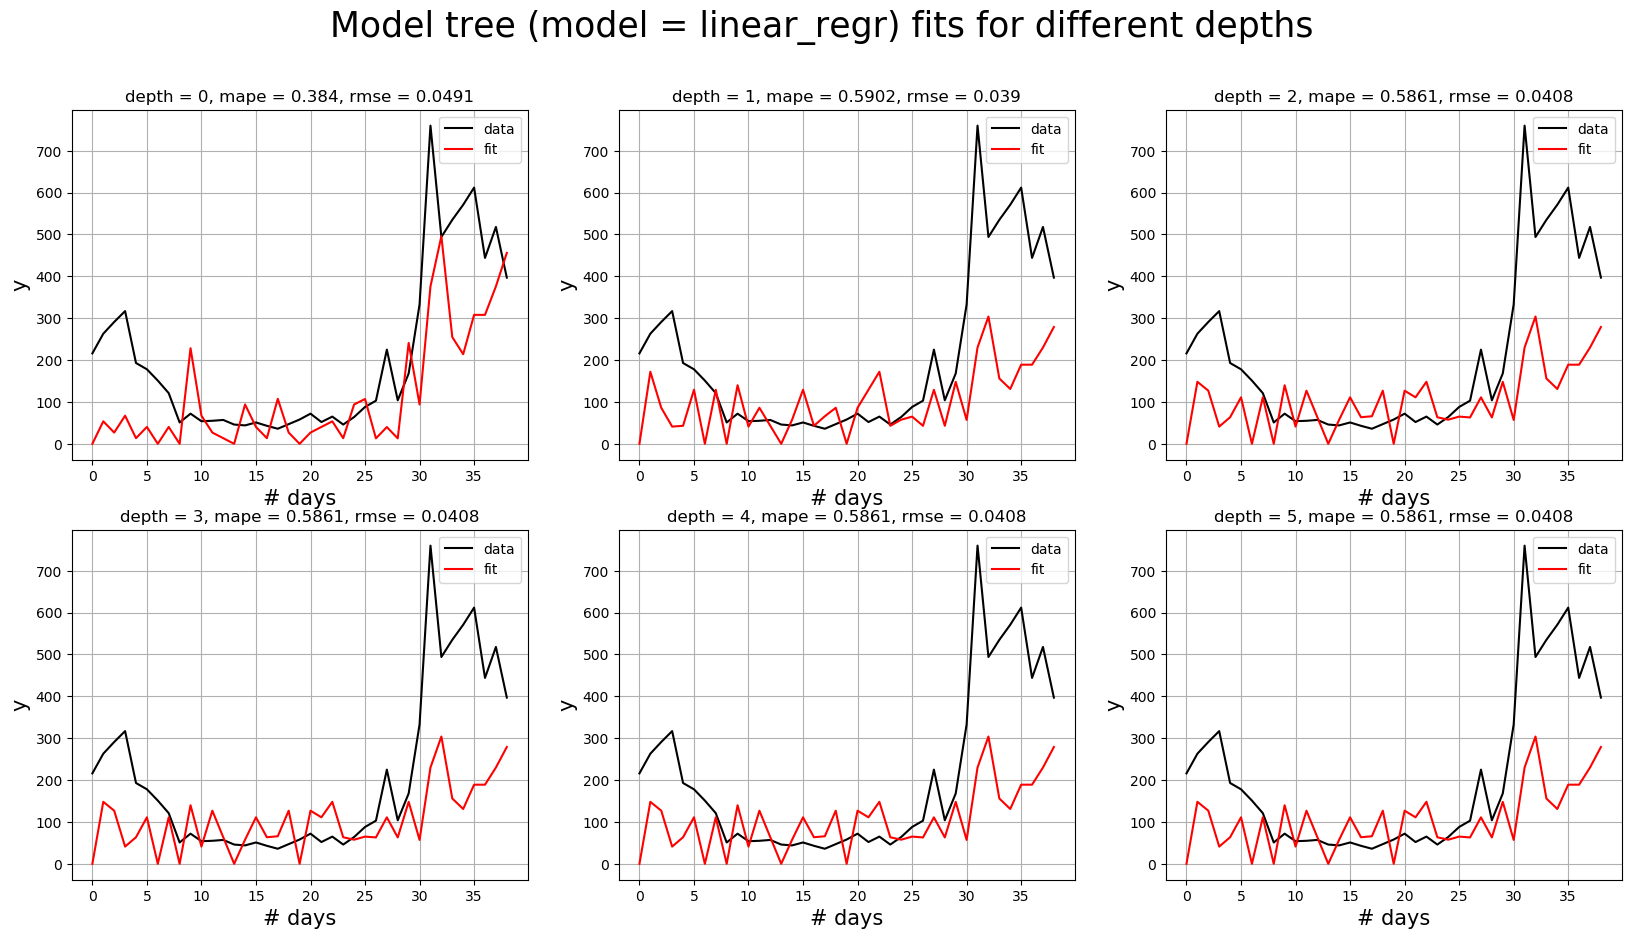 Model tree (model = linear_regr) fits for different depths
depth = 0, mape = 0.384, rmse = 0.0491
data
fit
700
600
500
400
300
200
100
0
y
0 5 10 15 20 25 30 35
# days
depth = 1, mape = 0.5902, rmse = 0.039
data
fit
700
600
500
400
300
200
100
0
y
0 5 10 15 20 25 30 35
# days
depth = 2, mape = 0.5861, rmse = 0.0408
data
fit
700
600
500
400
300
200
100
0
y
0 5 10 15 20 25 30 35
# days
depth = 3, mape = 0.5861, rmse = 0.0408
data
fit
700
600
500
400
300
200
100
0
y
0 5 10 15 20 25 30 35
# days
depth = 4, mape = 0.5861, rmse = 0.0408
data
fit
700
600
500
400
300
200
100
0
y
0 5 10 15 20 25 30 35
# days
depth = 5, mape = 0.5861, rmse = 0.0408
data
fit
700
600
500
400
300
200
100
0
y
0 5 10 15 20 25 30 35
# days